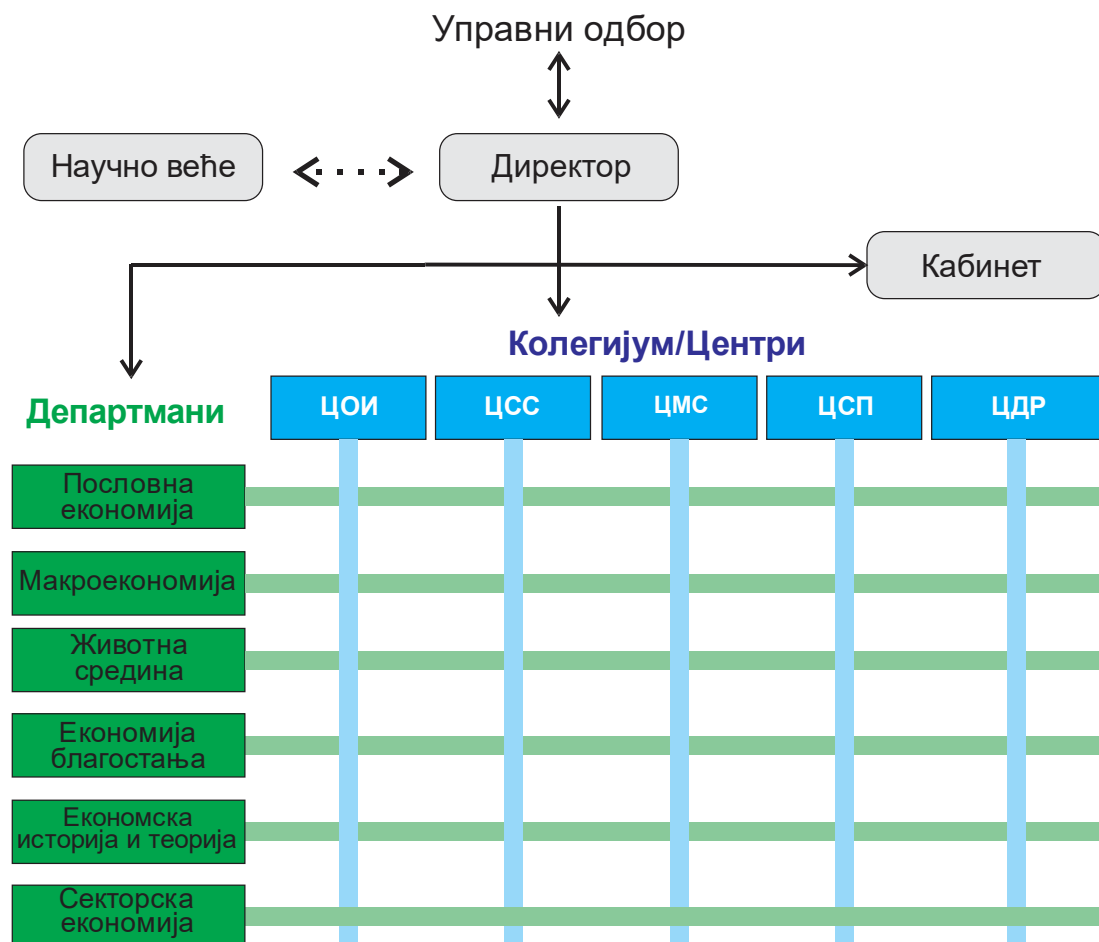 Управни одбор
Научно веће
Директор
Кабинет
Колегијум/Центри
Департмани
ЦОИ
ЦСС
ЦМС
ЦСП
ЦДР
Пословна
економија
Макроекономија
Животна
средина
Економија
благостања
Економска
историја и теорија
Секторска
економија